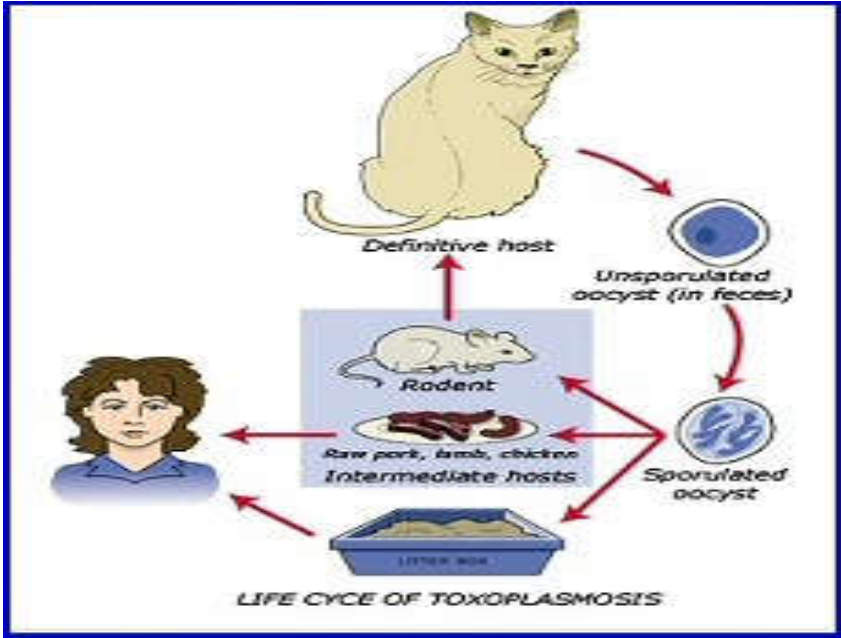 Definitive host
Unsporulated
oocyst (in feces)
Rodent
Raw pork, lamb, chicken
Intermediate hosts
Sporulated
oocyst
LITTER BOX
LIFE CYCE OF TOXOPLASMOSIS